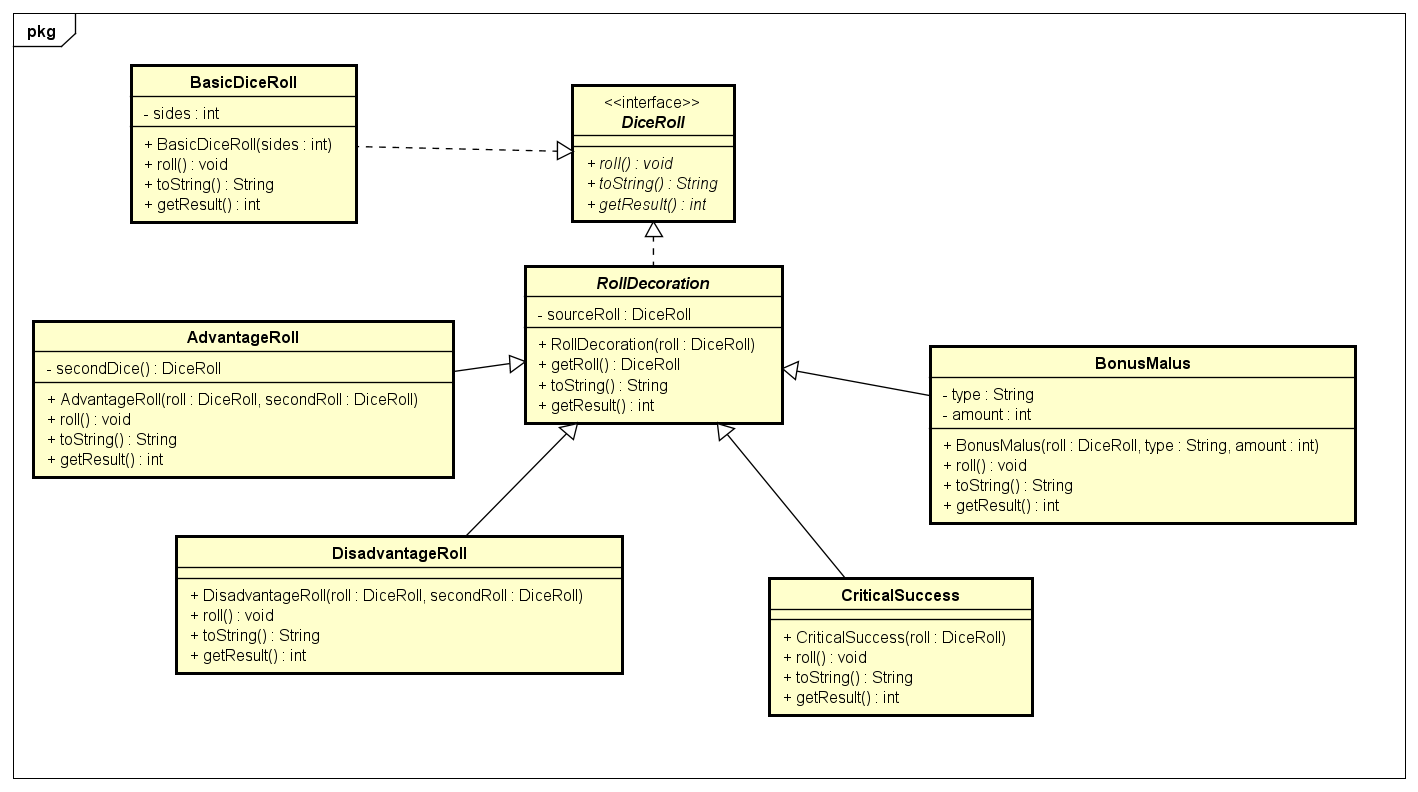 pkg
BasicDiceRoll
- sides : int
+ BasicDiceRoll(sides : int)
+ roll() : void
+ toString() : String
+ getResult() : int
<<interface>>
DiceRoll
+ roll() : void
+ toString() : String
+ getResult() : int
RollDecoration
- sourceRoll : DiceRoll
+ RollDecoration(roll : DiceRoll)
+ getRoll() : DiceRoll
+ toString() : String
+ getResult() : int
AdvantageRoll
- secondDice() : DiceRoll
+ AdvantageRoll(roll : DiceRoll, secondRoll : DiceRoll)
+ roll() : void
+ toString() : String
+ getResult() : int
BonusMalus
- type : String
- amount : int
+ BonusMalus(roll : DiceRoll, type : String, amount : int)
+ roll() : void
+ toString() : String
+ getResult() : int
DisadvantageRoll
+ DisadvantageRoll(roll : DiceRoll, secondRoll : DiceRoll)
+ roll() : void
+ toString() : String
+ getResult() : int
CriticalSuccess
+ CriticalSuccess(roll : DiceRoll)
+ roll() : void
+ toString() : String
+ getResult() : int